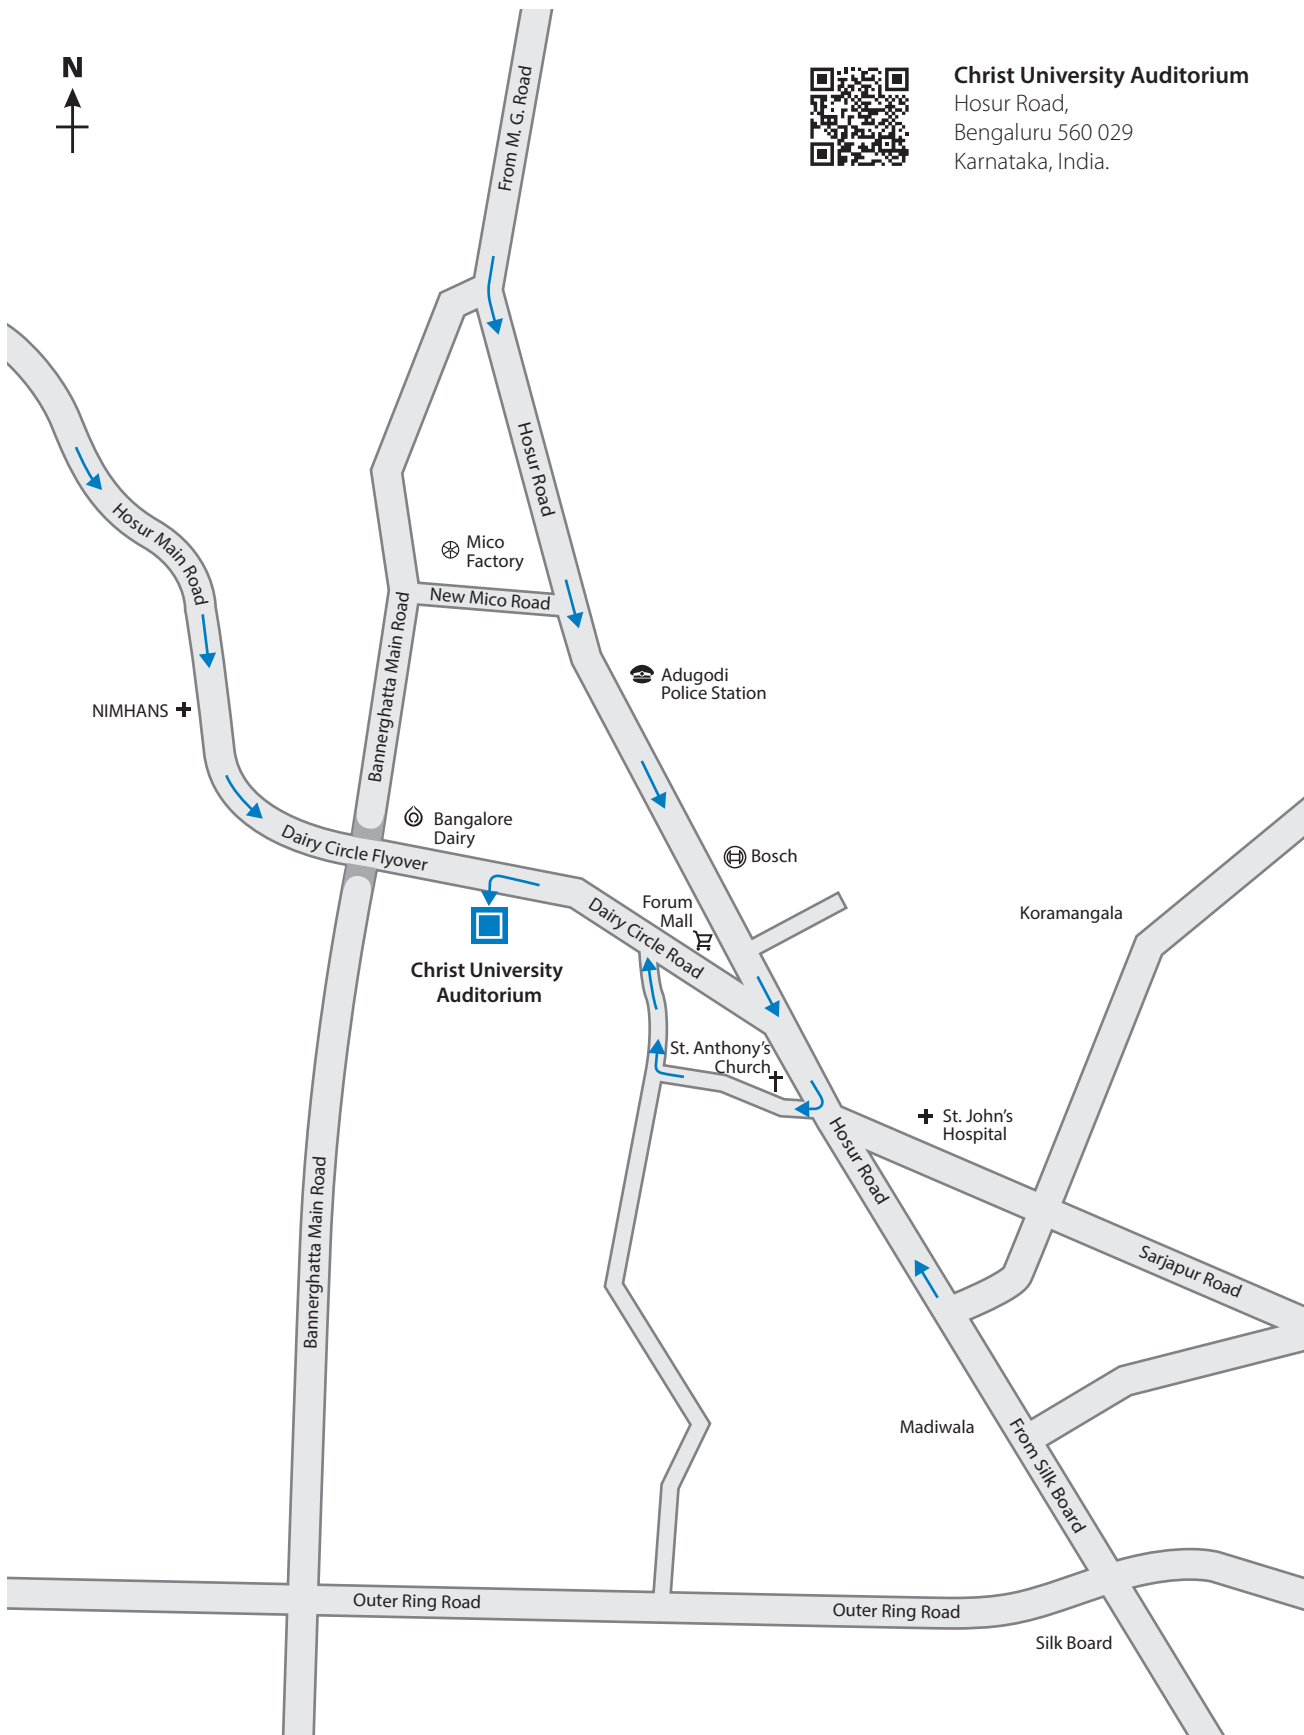 N
Christ University Auditorium
Hosur Road,
Bengaluru 560 029
Karnataka, India.
From M. G. Road
Hosur Road
Hosur Main Road
Mico
Factory
New Mico Road
Bannerghatta Main Road
Adugodi
Police Station
NIMHANS
Bangalore
Dairy
Dairy Circle Flyover
Bosch
Forum
Mall
Dairy Circle Road
Koramangala
Christ University
Auditorium
St. Anthony's
Church
St. John's
Hospital
Hosur Road
Bannerghatta Main Road
Sarjapur Road
Madiwala
From Silk Board
Outer Ring Road
Outer Ring Road
Silk Board